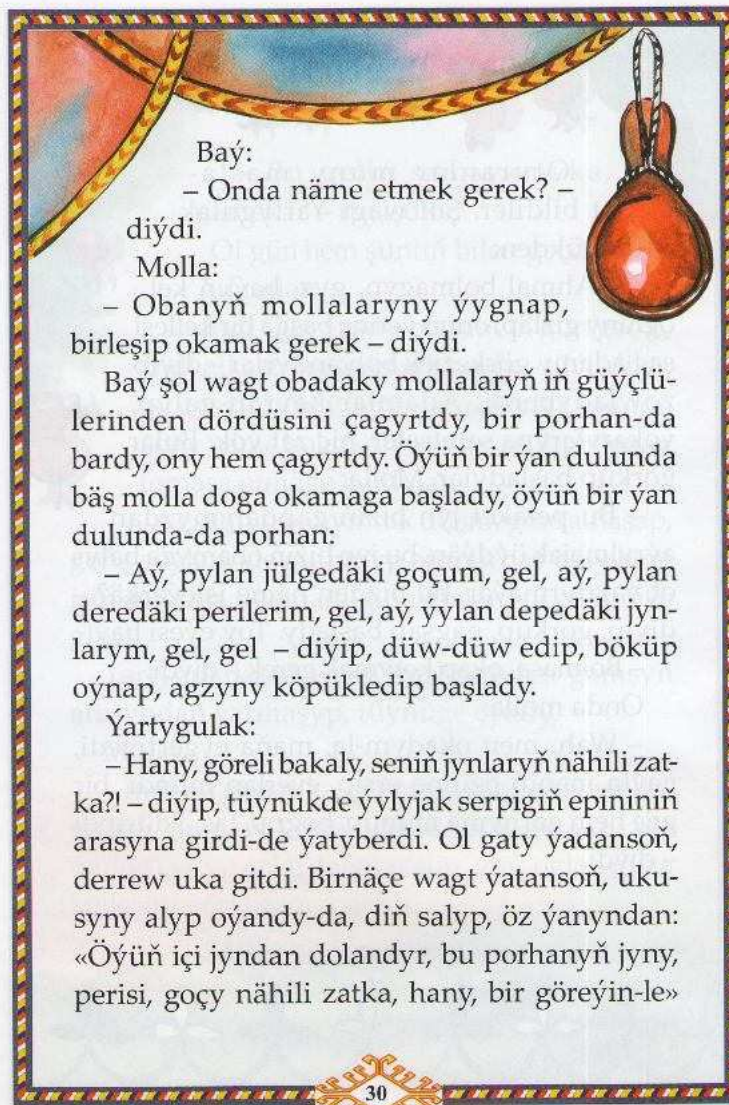 Baý:
– Onda näme etmek gerek? –
diýdi.
Molla:
– Obanyň mollalaryny ýygnap,
birleşip okamak gerek – diýdi.
Baý şol wagt obadaky mollalaryň iň güýçlü-
lerinden dördüsini çagyrtdy, bir porhan-da
bardy, ony hem çagyrtdy. Öýüň bir ýan dulunda
bäş molla doga okamaga başlady, öýüň bir ýan
dulunda-da porhan:
– Aý, pylan jülgedäki goçum, gel, aý, pylan
deredäki perilerim, gel, aý, ýylan depedäki jyn-
larym, gel, gel – diýip, düw-düw edip, böküp
oýnap, agzyny köpükledip başlady.
Ýartygulak:
– Hany, göreli bakaly, seniň jynlaryň nähili zat-
ka?! – diýip, tüýnükde ýylyjak serpigiň epininiň
arasyna girdi-de ýatyberdi. Ol gaty ýadansoň,
derrew uka gitdi. Birnäçe wagt ýatansoň, uku-
syny alyp oýandy-da, diň salyp, öz ýanyndan:
«Öýüň içi jyndan dolandyr, bu porhanyň jyny,
perisi, goçy nähili zatka, hany, bir göreýin-le»
30